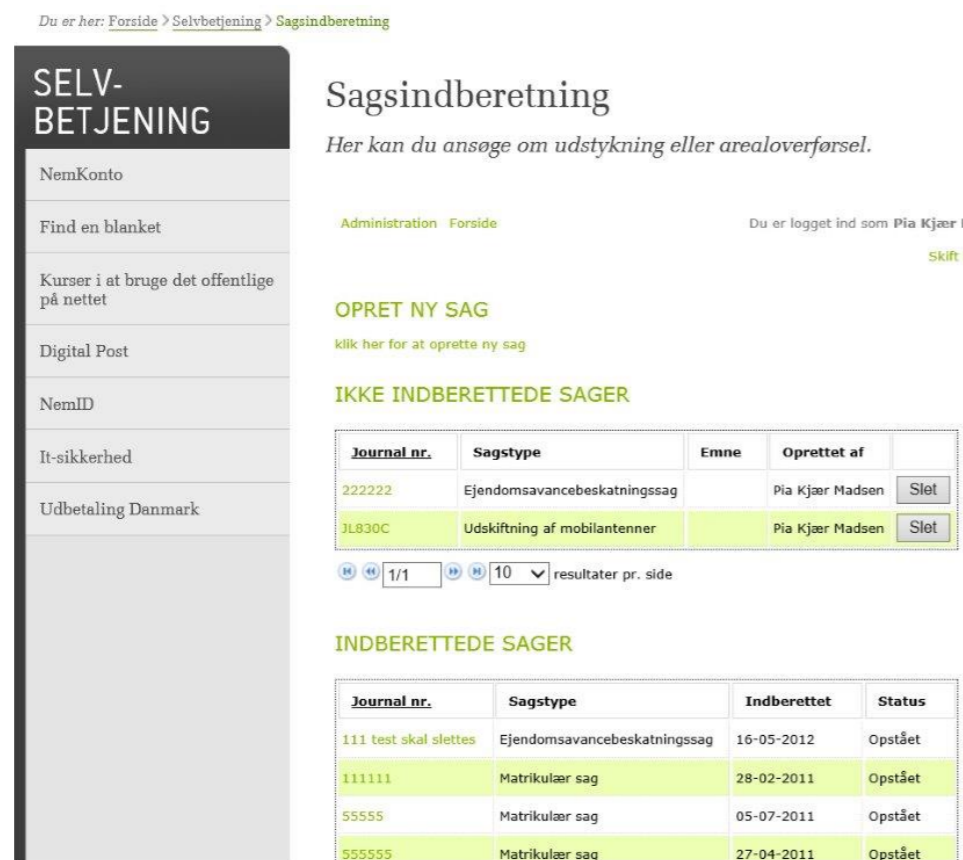 Du er her: Forside > Selvbetjening > Sagsindberetning
SELV-
BETJENING
NemKonto
Find en blanket
Kurser i at bruge det offentlige
på nettet
Digital Post
NemID
It-sikkerhed
Udbetaling Danmark
Sagsindberetning
Her kan du ansøge om udstykning eller arealoverførsel.
Administration Forside Du er logget ind som Pia Kjær
Skift
OPRET NY SAG
klik her for at oprette ny sag
IKKE INDBERETTEDE SAGER
Journal nr. Sagstype Emne Oprettet af
222222 Ejendomsavancebeskatningssag Pia Kjær Madsen Slet
JL830C Udskiftning af mobilantenner Pia Kjær Madsen Slet
1/1 10 resultater pr. side
INDBERETTEDE SAGER
Journal nr. Sagstype Indberettet Status
111 test skal slettes Ejendomsavancebeskatningssag 16-05-2012 Opstået
111111 Matrikulær sag 28-02-2011 Opstået
55555 Matrikulær sag 05-07-2011 Opstået
555555 Matrikulær sag 27-04-2011 Opstået